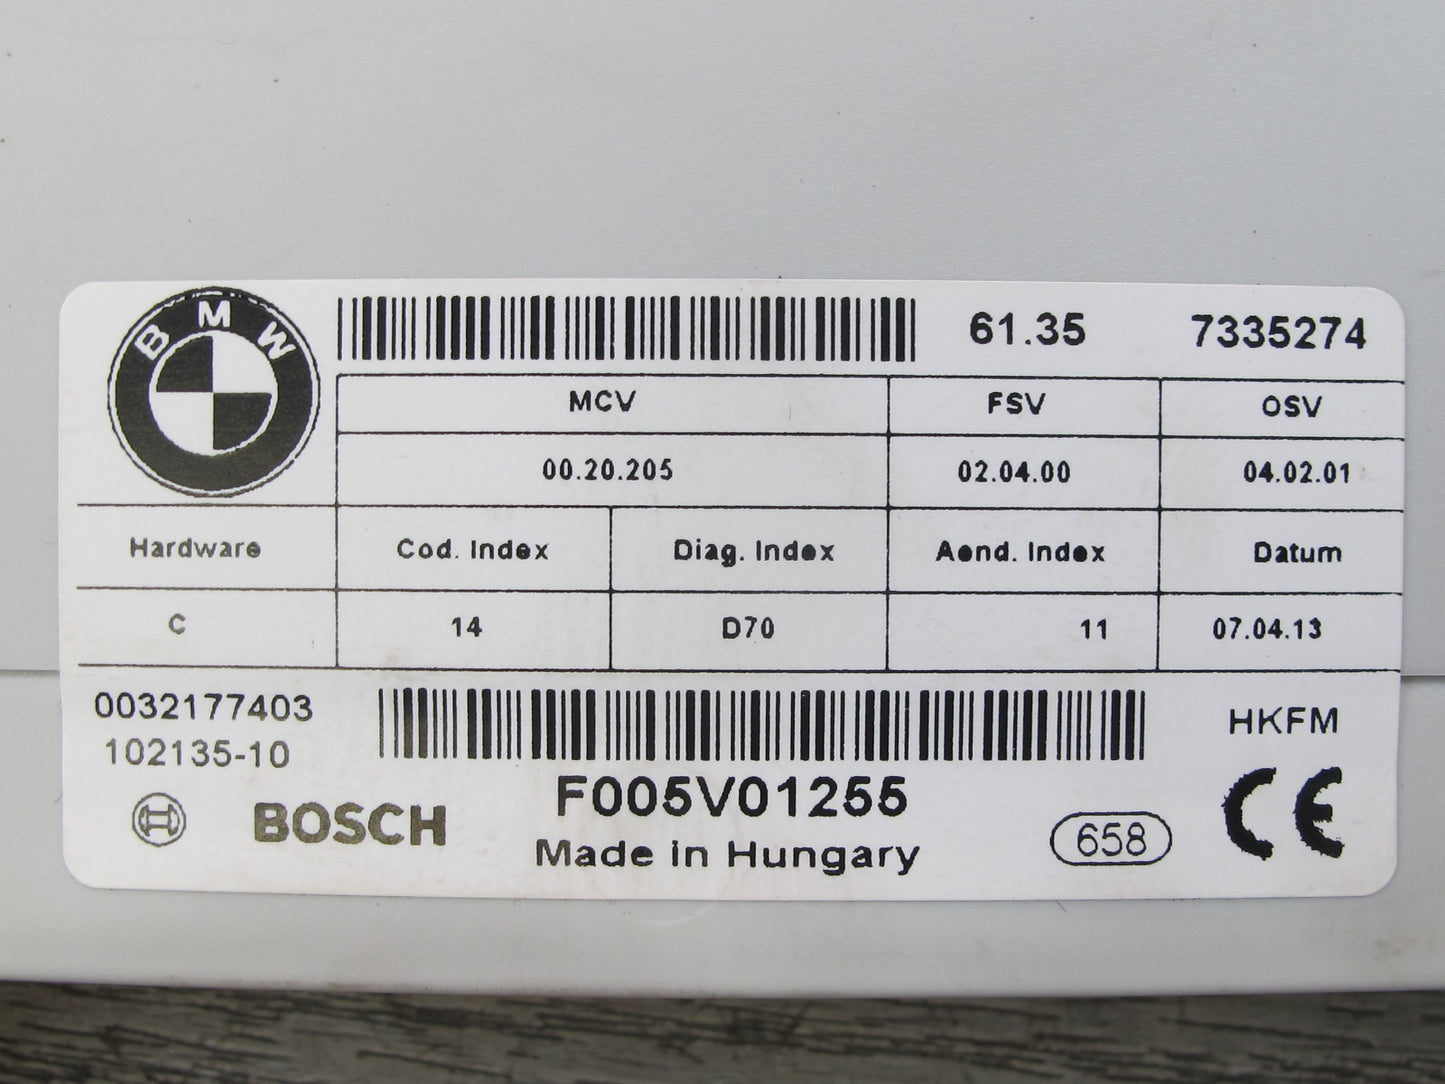 BMW
61.35 7335274
MCV FSV OSV
00.20.205 02.04.00 04.02.01
Hardware Cod. Index Diag. Index Aend. Index Datum
C 14 D70 11 07.04.13
0032177403
HKFM
102135-10
F005V01255
BOSCH
Made in Hungary
658
CE